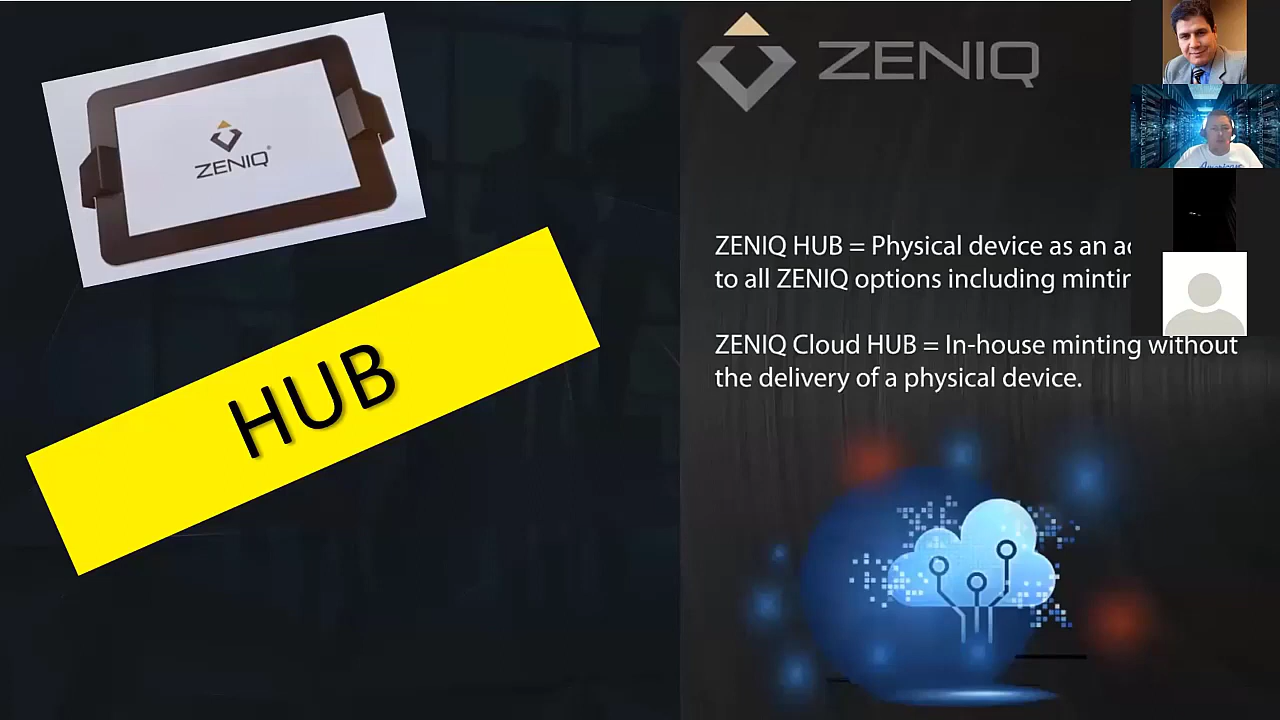 ZENIQ
HUB
ZENIQ
ZENIQ HUB = Physical device as an
to all ZENIQ options including
ZENIQ Cloud HUB = In-house minting without
the delivery of a physical device.